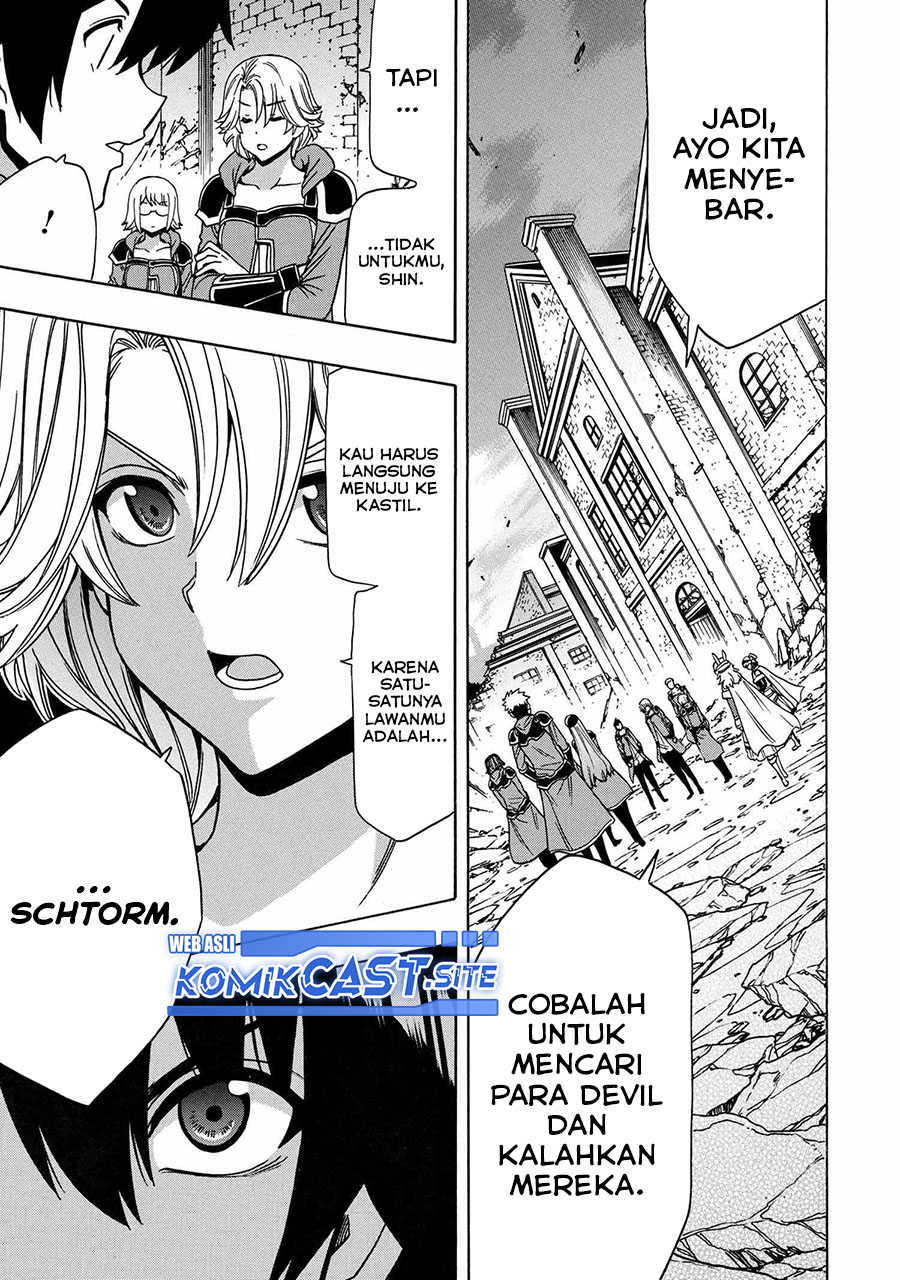 JADI,
AYO KITA
MENYE-
BAR.
COBALAH
UNTUK
MENCARI
PARA DEVIL
DAN
KALAHKAN
MEREKA.
TAPI
...
...TIDAK
UNTUKMU,
SHIN.
!
KAU HARUS
LANGSUNG
MENUJU KE
KASTIL.
KARENA
SATU-
SATUNYA
LAWANMU
ADALAH...
...
SCHTORM.
WEB ASLI
KOMIKCAST.SITE